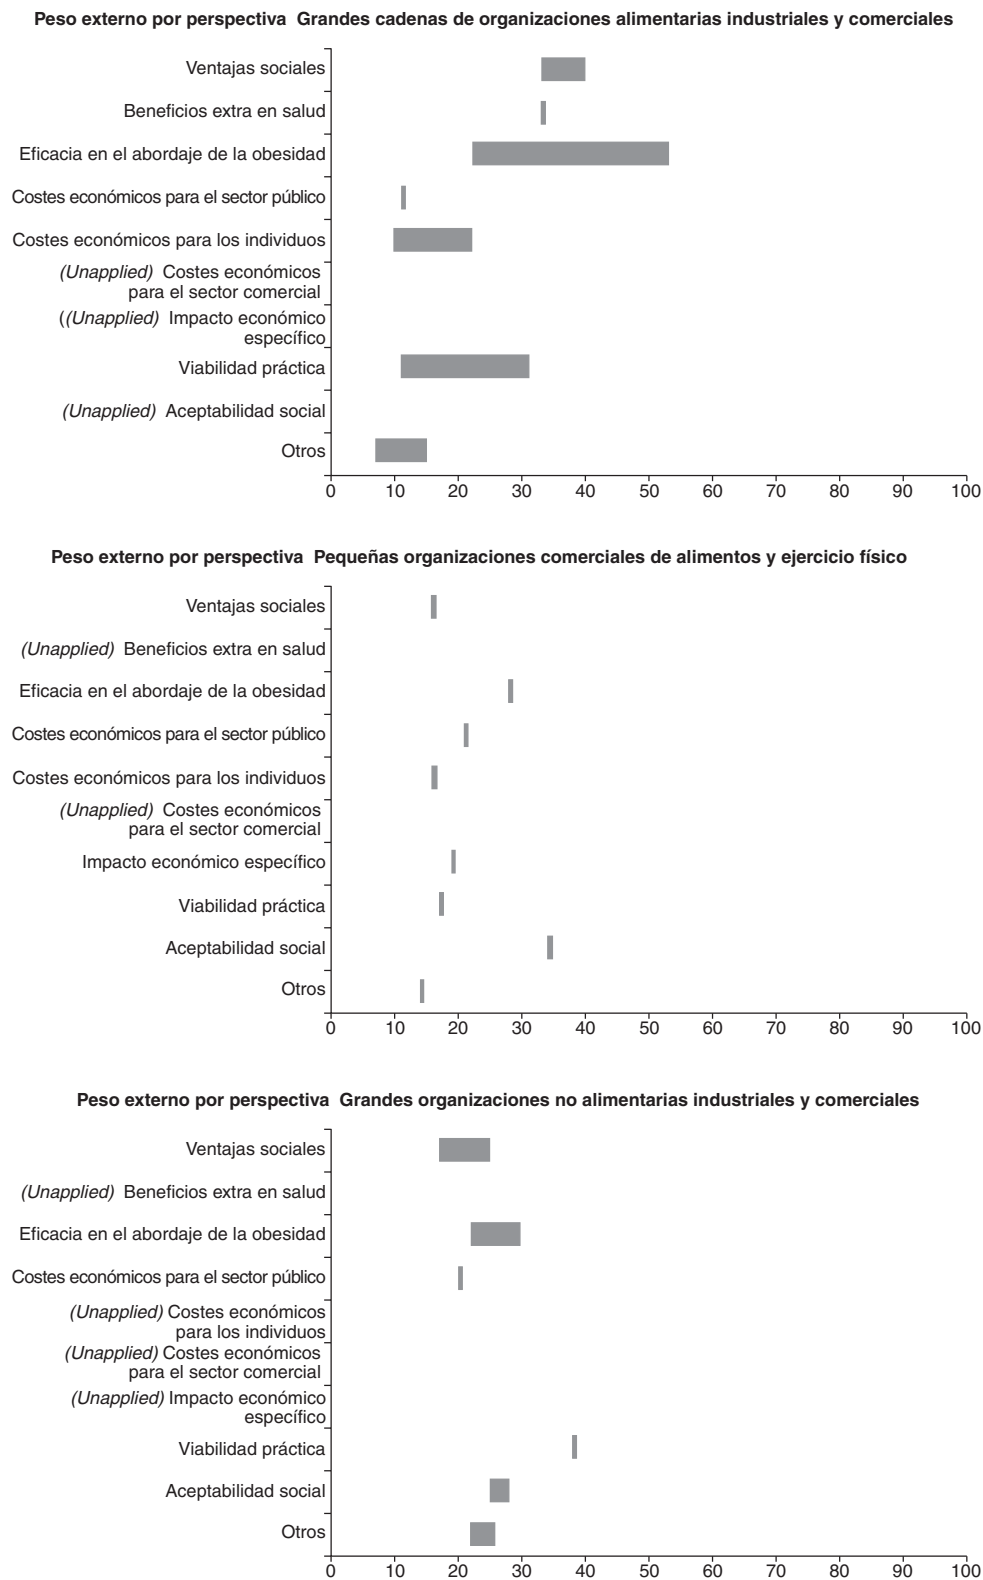 Peso externo por perspectiva Grandes cadenas de organizaciones alimentarias industriales y comerciales
Ventajas sociales
Beneficios extra en salud
Eficacia en el abordaje de la obesidad
Costes económicos para el sector público
Costes económicos para los individuos
(Unapplied) Costes económicos
para el sector comercial
((Unapplied) Impacto económico
específico
Viabilidad práctica
(Unapplied) Aceptabilidad social
Otros
0 10 20 30 40 50 60 70 80 90 100
Peso externo por perspectiva Pequeñas organizaciones comerciales de alimentos y ejercicio físico
Ventajas sociales
(Unapplied) Beneficios extra en salud
Eficacia en el abordaje de la obesidad
Costes económicos para el sector público
Costes económicos para los individuos
(Unapplied) Costes económicos
para el sector comercial
Impacto económico específico
Viabilidad práctica
Aceptabilidad social
Otros
0 10 20 30 40 50 60 70 80 90 100
Peso externo por perspectiva Grandes organizaciones no alimentarias industriales y comerciales
Ventajas sociales
(Unapplied) Beneficios extra en salud
Eficacia en el abordaje de la obesidad
Costes económicos para el sector público
(Unapplied) Costes económicos
para los individuos
(Unapplied) Costes económicos
para el sector comercial
(Unapplied) Impacto económico
específico
Viabilidad práctica
Aceptabilidad social
Otros
0 10 20 30 40 50 60 70 80 90 100